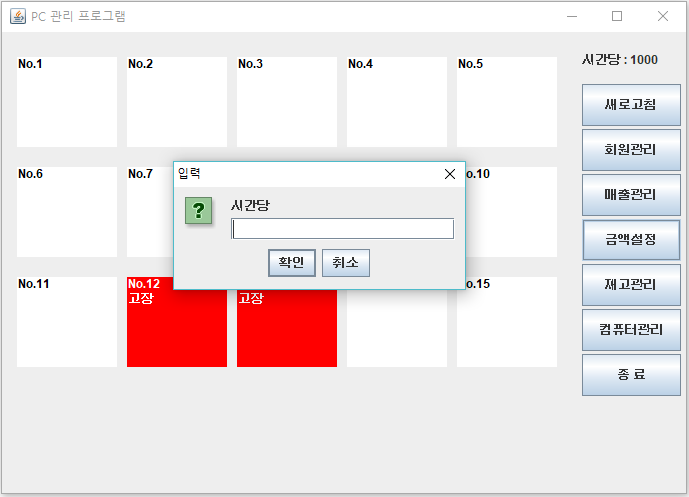 PC 관리 프로그램
시간당 : 1000
No.1 No.2 No.3 No.4 No.5
새로고침
회원관리
No.6 No.7 .10
입력
매출관리
?
시간당
금액설정
확인 취소
재고관리
No.11 No.12 .15
고장 고장
컴퓨터관리
종 료